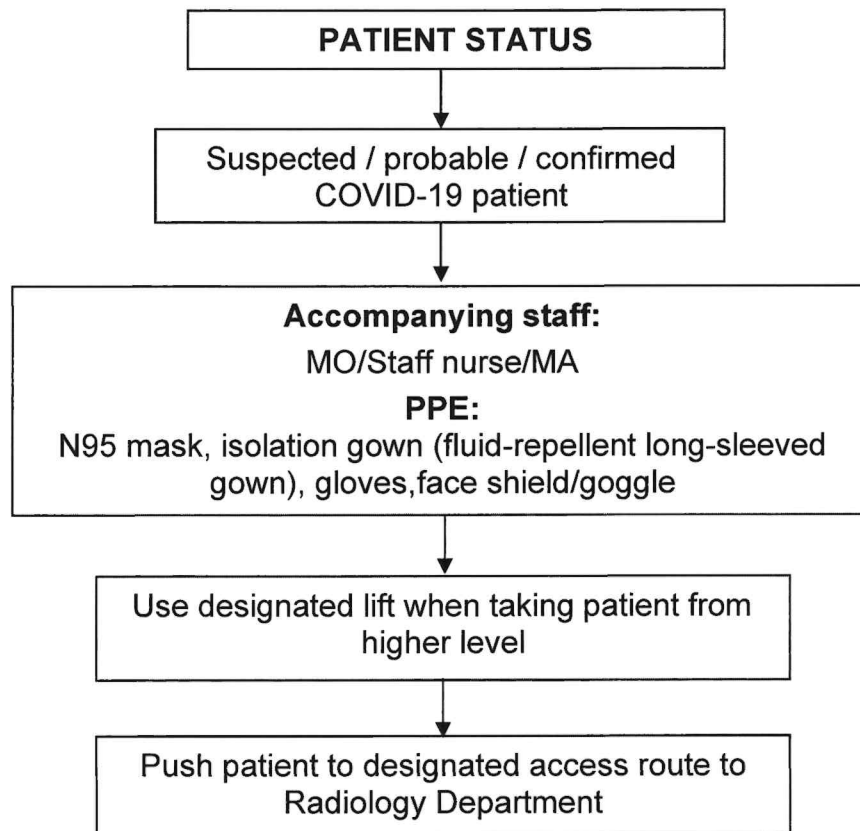 PATIENT STATUS
Suspected / probable / confirmed
COVID-19 patient
Accompanying staff:
MO/Staff nurse/MA
PPE:
N95 mask, isolation gown (fluid-repellent long-sleeved
gown), gloves,face shield/goggle
Use designated lift when taking patient from
higher level
Push patient to designated access route to
Radiology Department